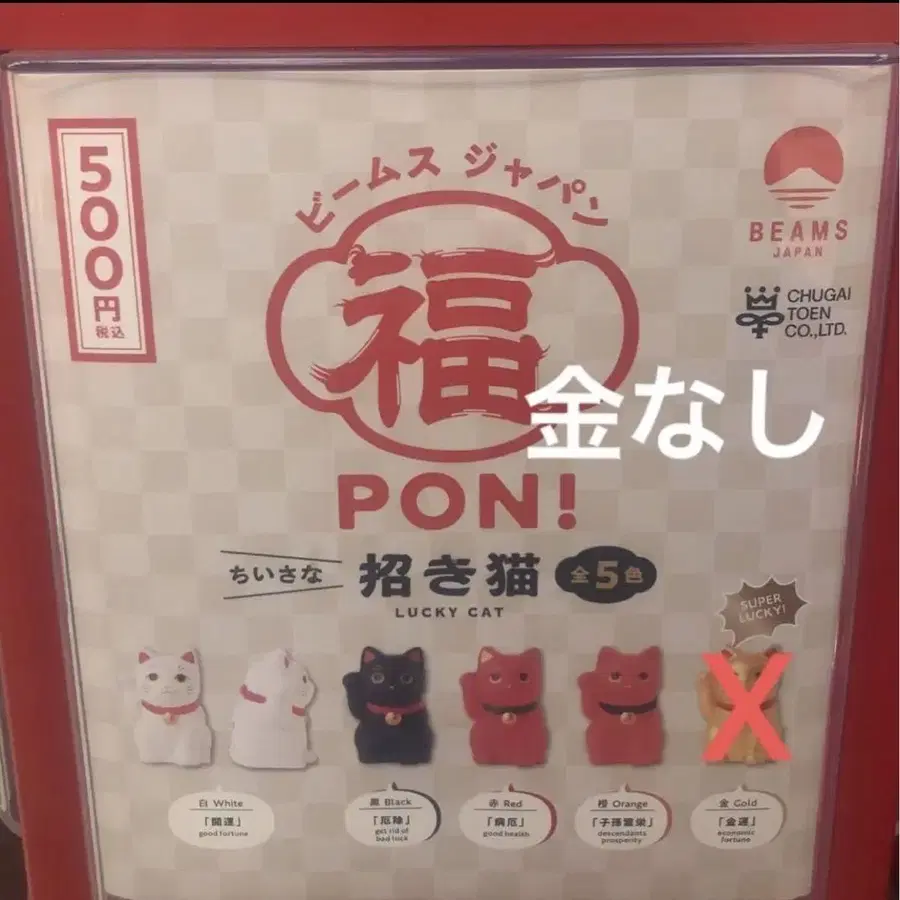 500円
税込
ビームス ジャパン
福
PON!
BEAMS
JAPAN
CHUGAI
TOEN
CO.,LTD.
金なし
ちいさな
招き猫
全5色
LUCKY CAT
SUPER
LUCKY!
X
白 White
「開運」
good fortune
黒 Black
「厄除」
get rid of
bad luck
赤 Red
「病厄」
good health
橙 Orange
「子孫繁栄」
descendants
prosperity
金 Gold
「金運」
economic
fortune